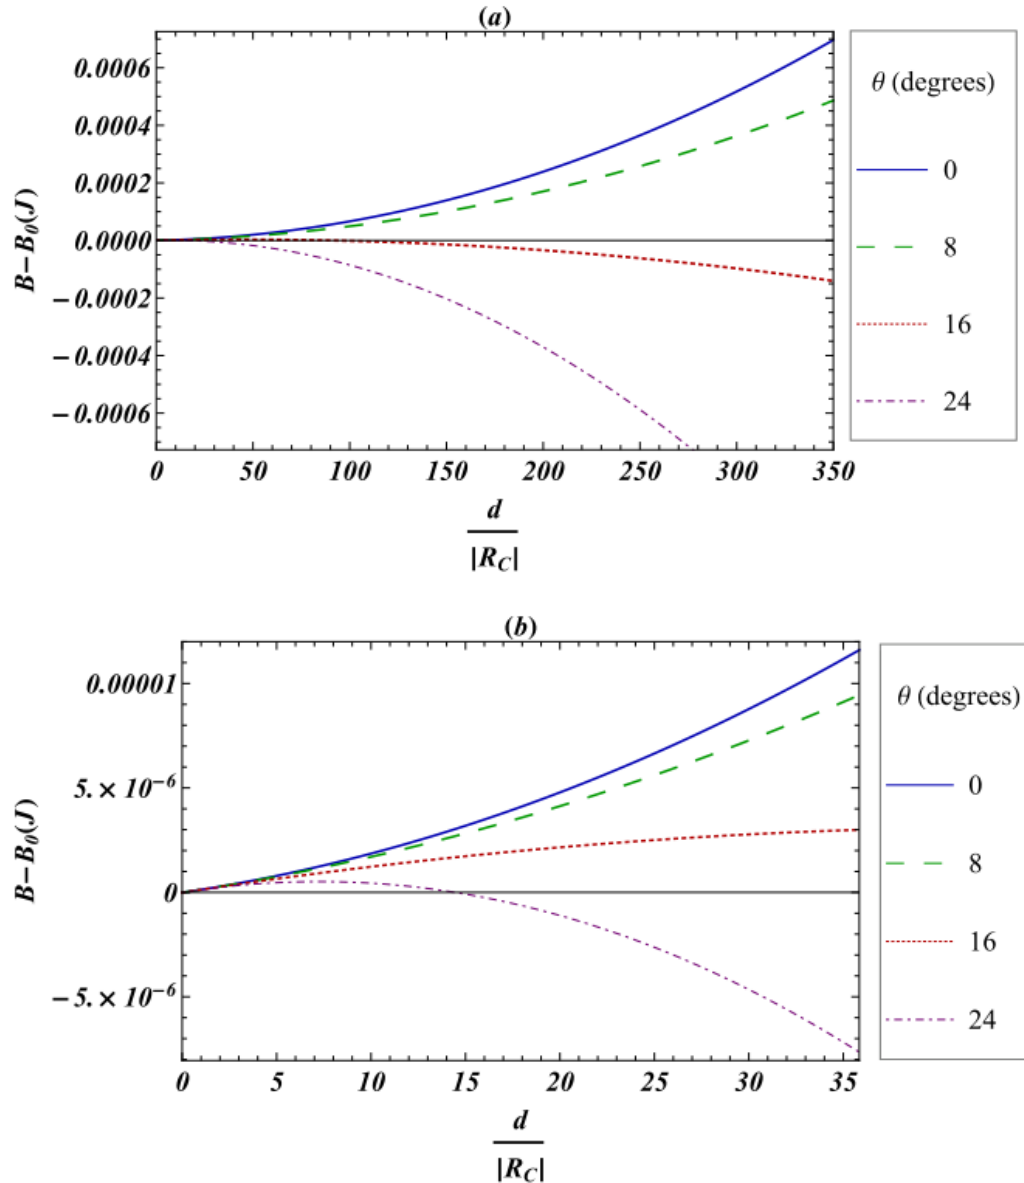 (a)
B−B0(J)
0.0006
0.0004
0.0002
0.0000
−0.0002
−0.0004
−0.0006
0 50 100 150 200 250 300 350
d
|RC|
θ (degrees)
0
8
16
24
(b)
B−B0(J)
0.00001
5.×10−6
0
−5.×10−6
0 5 10 15 20 25 30 35
d
|RC|
θ (degrees)
0
8
16
24